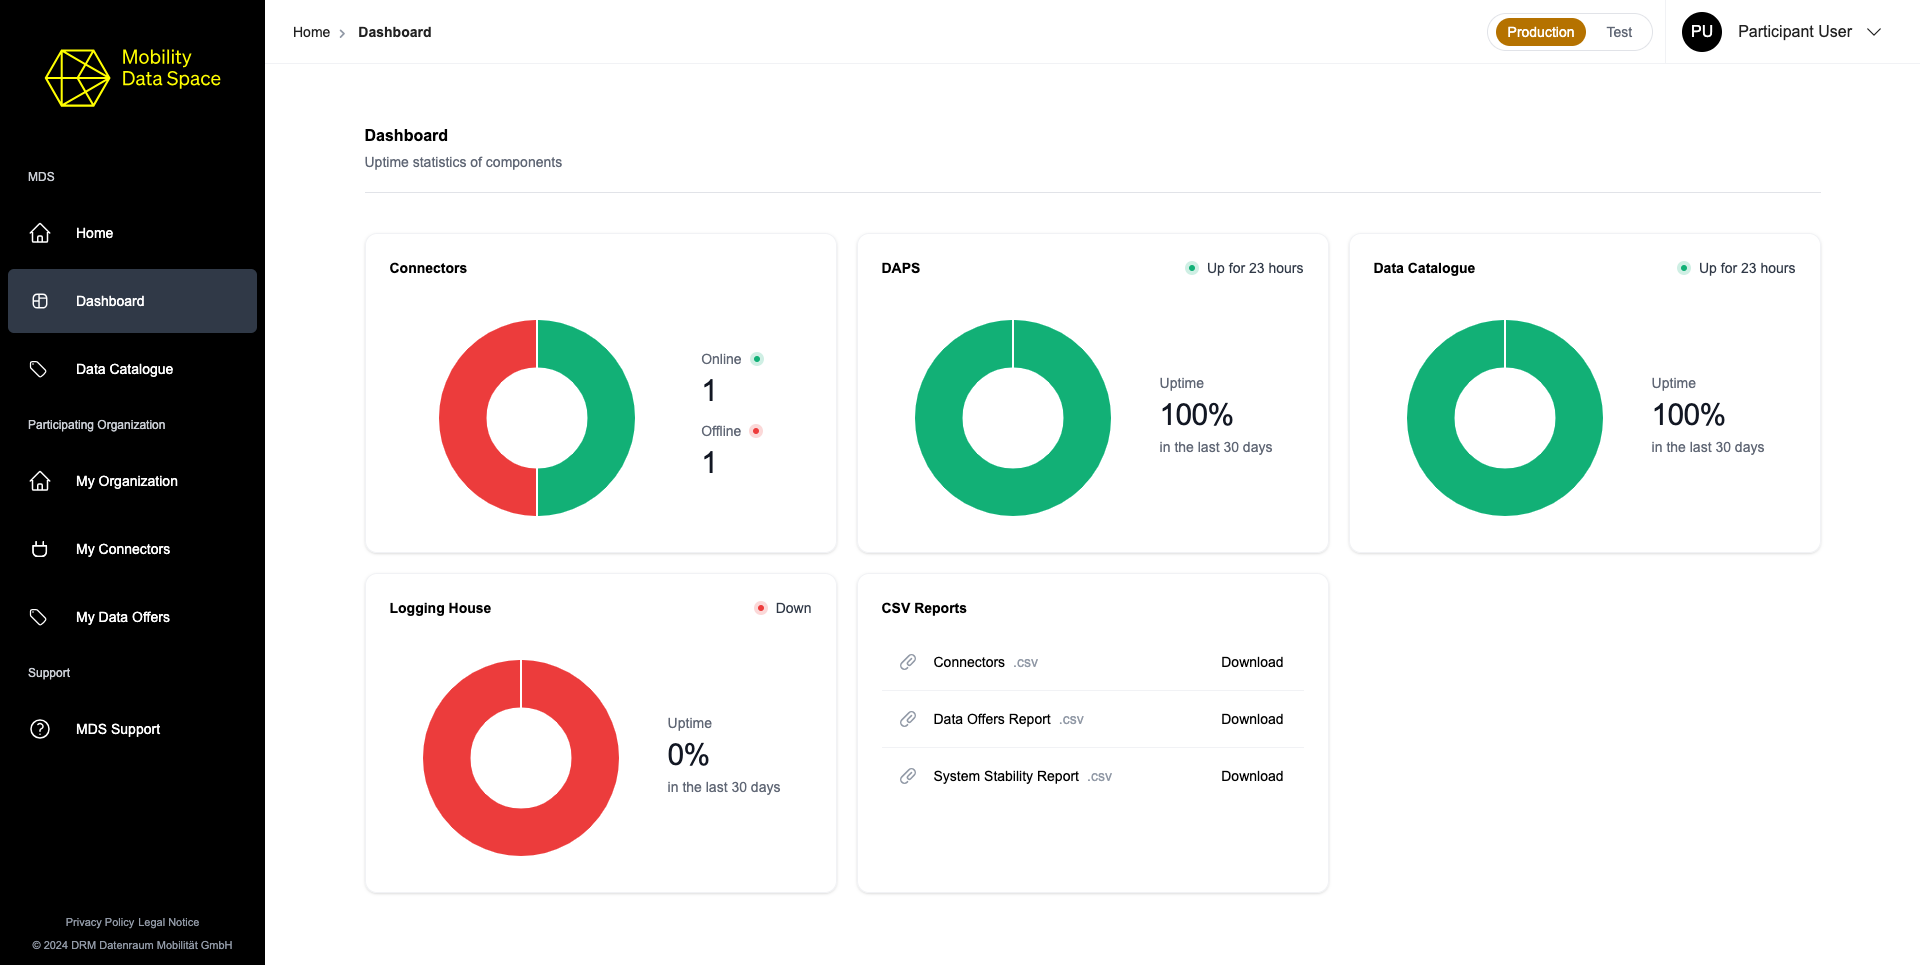 Mobility
Data Space
MDS
Home
Dashboard
Data Catalogue
Participating Organization
My Organization
My Connectors
My Data Offers
Support
MDS Support
Privacy Policy Legal Notice
© 2024 DRM Datenraum Mobilität GmbH
Home Dashboard
Production Test
PU Participant User
Dashboard
Uptime statistics of components
Connectors
Online
1
Offline
1
DAPS Up for 23 hours
Uptime
100%
in the last 30 days
Data Catalogue Up for 23 hours
Uptime
100%
in the last 30 days
Logging House Down
Uptime
0%
in the last 30 days
CSV Reports
Connectors .csv Download
Data Offers Report .csv Download
System Stability Report .csv Download